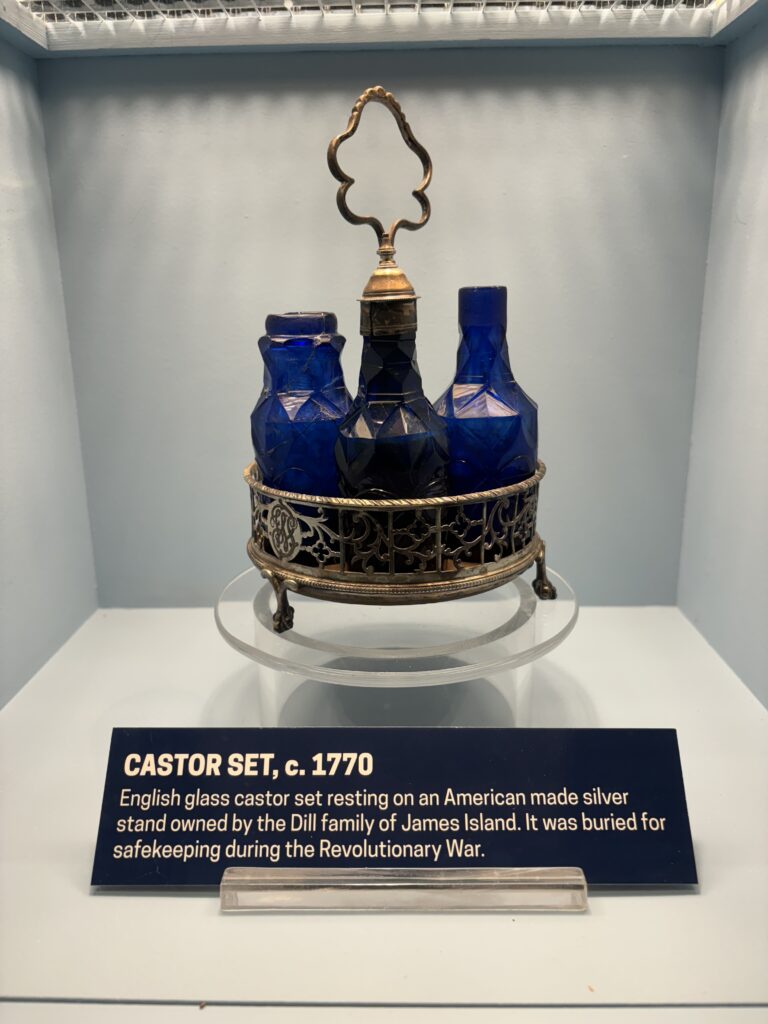 CASTOR SET, c. 1770
English glass castor set resting on an American made silver
stand owned by the Dill family of James Island. It was buried for
safekeeping during the Revolutionary War.